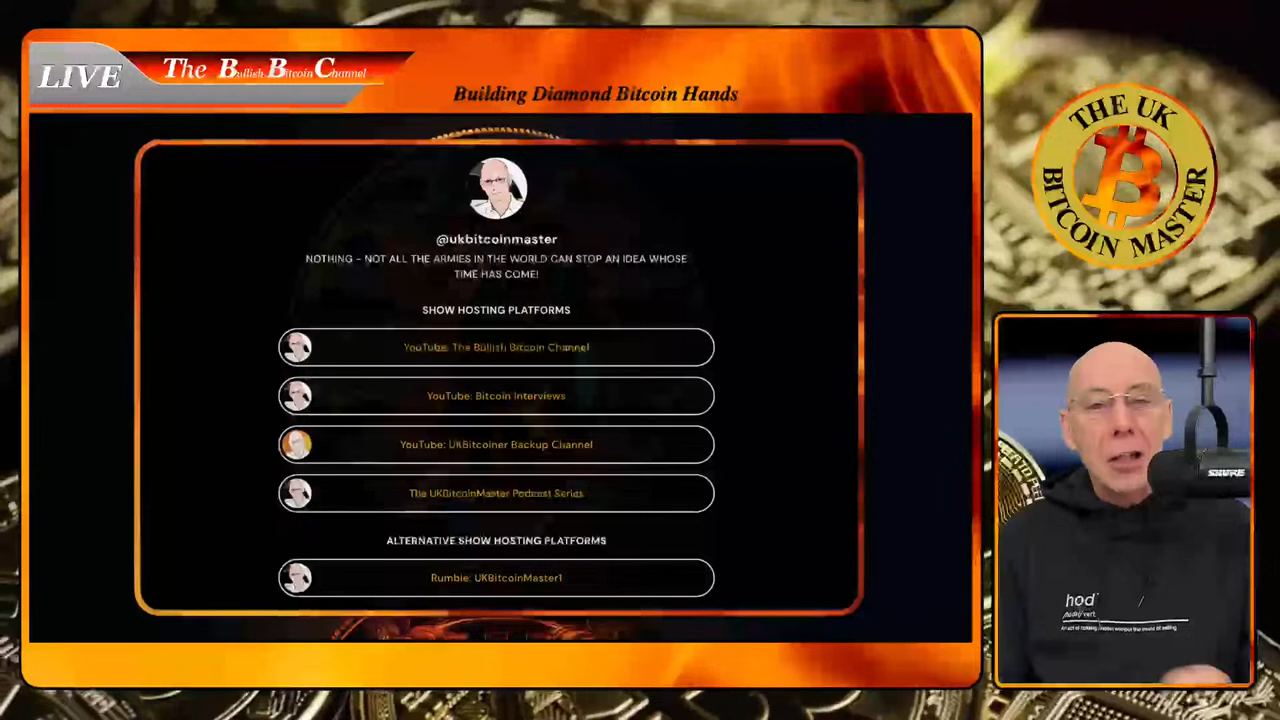 LIVE
The Bullish Bitcoin Channel
Building Diamond Bitcoin Hands
@ukbitcoinmaster
NOTHING - NOT ALL THE ARMIES IN THE WORLD CAN STOP AN IDEA WHOSE
TIME HAS COME!
SHOW HOSTING PLATFORMS
YouTube: The Bullish Bitcoin Channel
YouTube: Bitcoin Interviews
YouTube: UKBitcoiner Backup Channel
The UKBitcoinMaster Podcast Series
ALTERNATIVE SHOW HOSTING PLATFORMS
Rumble: UKBitcoinMaster1
THE UK
BITCOIN MASTER
SHURE
hod